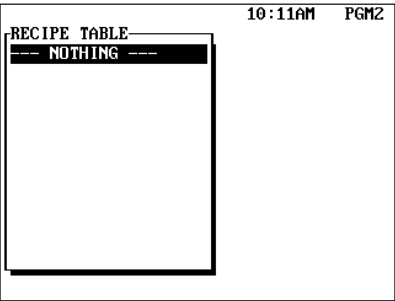 10:11AM PGM2
RECIPE TABLE
--- NOTHING ---